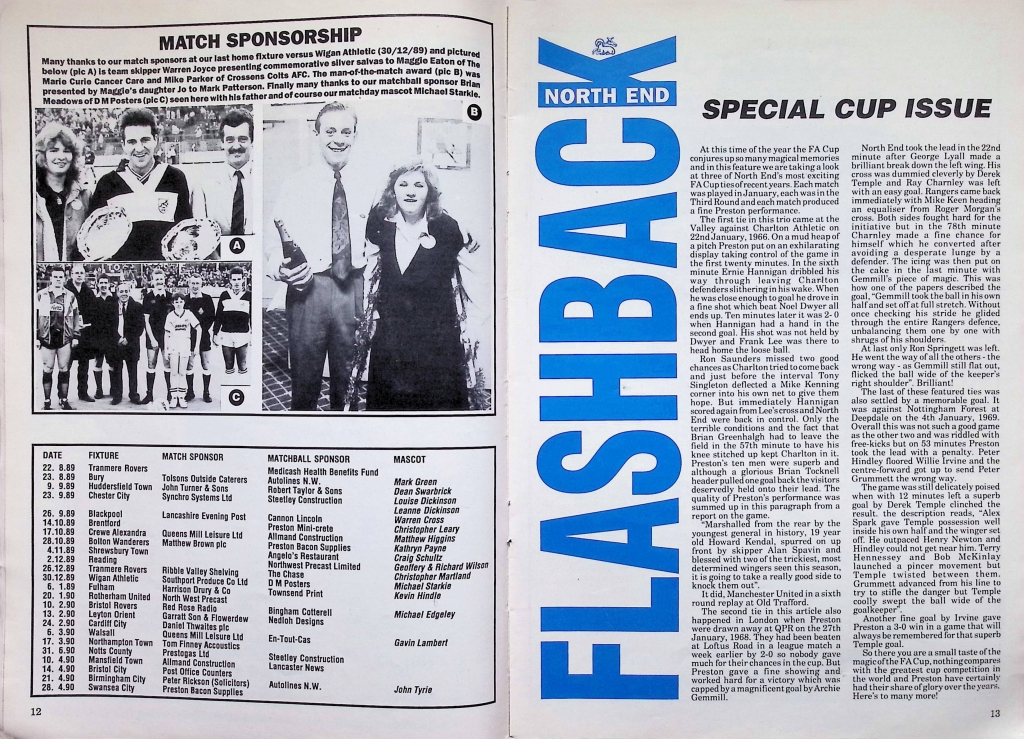 MATCH SPONSORSHIP
Many thanks to our match sponsors at our last home fixture versus Wigan Athletic (30/12/89) and pictured
below (pic A) is team skipper Warren Joyce presenting commemorative silver salvas to Maggie Eaton of The
Marie Curie Cancer Care and Mike Parker of Crossens Colts AFC. The man-of-the-match award (pic B) was
presented by Maggie's daughter Jo to Mark Patterson. Finally many thanks to our matchball sponsor Brian
Meadows of D M Posters (pic C) seen here with his father and of course our matchday mascot Michael Starkie.
A
B
C
DATE FIXTURE MATCH SPONSOR MATCHBALL SPONSOR MASCOT
22. 8.89 Tranmere Rovers Medicash Health Benefits Fund
23. 8.89 Bury Tolsons Outside Caterers Autolines N.W. Mark Green
9. 9.89 Huddersfield Town John Turner & Sons Robert Taylor & Sons Dean Swarbrick
23. 9.89 Chester City Synchro Systems Ltd Steetley Construction Louise Dickinson
Leanne Dickinson
26. 9.89 Blackpool Lancashire Evening Post Cannon Lincoln Warren Cross
14.10.89 Brentford Preston Mini-crete Christopher Leary
17.10.89 Crewe Alexandra Queens Mill Leisure Ltd Allmand Construction Matthew Higgins
28.10.89 Bolton Wanderers Matthew Brown plc Preston Bacon Supplies Kathryn Payne
4.11.89 Shrewsbury Town Angelo's Restaurant Craig Schultz
2.12.89 Reading Northwest Precast Limited Geoffery & Richard Wilson
26.12.89 Tranmere Rovers Ribble Valley Shelving The Chase Christopher Martland
30.12.89 Wigan Athletic Southport Produce Co Ltd D M Posters Michael Starkie
6. 1.89 Fulham Harrison Drury & Co Townsend Print Kevin Hindle
20. 1.90 Rotherham United North West Precast
10. 2.90 Bristol Rovers Red Rose Radio Bingham Cotterell
13. 2.90 Leyton Orient Garratt Son & Flowerdew Nedloh Designs Michael Edgeley
24. 2.90 Cardiff City Daniel Thwaites plc
6. 3.90 Walsall Queens Mill Leisure Ltd En-Tout-Cas
17. 3.90 Northampton Town Tom Finney Accoustics Gavin Lambert
31. 6.90 Notts County Prestogas Ltd Steetley Construction
10. 4.90 Mansfield Town Allmand Construction Lancaster News
14. 4.90 Bristol City Post Office Counters
21. 4.90 Birmingham City Peter Rickson (Solicitors) Autolines N.W.
28. 4.90 Swansea City Preston Bacon Supplies John Tyrie
12
NORTH END
FLASHBACK
SPECIAL CUP ISSUE
At this time of the year the FA Cup
conjures up so many magical memories
and in this feature we are taking a look
at three of North End's most exciting
FA Cup ties of recent years. Each match
was played in January, each was in the
Third Round and each match produced
a fine Preston performance.
The first tie in this trio came at the
Valley against Charlton Athletic on
22nd January, 1966. On a mud heap of
a pitch Preston put on an exhilarating
display taking control of the game in
the first twenty minutes. In the sixth
minute Ernie Hannigan dribbled his
way through leaving Charlton
defenders slithering in his wake. When
he was close enough to goal he drove in
a fine shot which beat Noel Dwyer all
ends up. Ten minutes later it was 2- 0
when Hannigan had a hand in the
second goal. His shot was not held by
Dwyer and Frank Lee was there to
head home the loose ball.
Ron Saunders missed two good
chances as Charlton tried to come back
and just before the interval Tony
Singleton deflected a Mike Kenning
corner into his own net to give them
hope. But immediately Hannigan
scored again from Lee's cross and North
End were back in control. Only the
terrible conditions and the fact that
Brian Greenhalgh had to leave the
field in the 57th minute to have his
knee stitched up kept Charlton in it.
Preston's ten men were superb and
although a glorious Brian Tocknell
header pulled one goal back the visitors
deservedly held onto their lead. The
quality of Preston's performance was
summed up in this paragraph from a
report on the game.
"Marshalled from the rear by the
youngest general in history, 19 year
old Howard Kendal, spurred on up
front by skipper Alan Spavin and
blessed with two of the trickiest, most
determined wingers seen this season,
it is going to take a really good side to
knock them out".
It did, Manchester United in a sixth
round replay at Old Trafford.
The second tie in this article also
happened in London when Preston
were drawn away at QPR on the 27th
January, 1968. They had been beaten
at Loftus Road in a league match a
week earlier by 2-0 so nobody gave
much for their chances in the cup. But
Preston gave a fine showing and
worked hard for a victory which was
capped by a magnificent goal by Archie
Gemmill.
North End took the lead in the 22nd
minute after George Lyall made a
brilliant break down the left wing. His
cross was dummied cleverly by Derek
Temple and Ray Charnley was left
with an easy goal. Rangers came back
immediately with Mike Keen heading
an equaliser from Roger Morgan's
cross. Both sides fought hard for the
initiative but in the 78th minute
Charnley made a fine chance for
himself which he converted after
avoiding a desperate lunge by a
defender. The icing was then put on
the cake in the last minute with
Gemmill's piece of magic. This was
how one of the papers described the
goal, "Gemmill took the ball in his own
half and set off at full stretch. Without
once checking his stride he glided
through the entire Rangers defence,
unbalancing them one by one with
shrugs of his shoulders.
At last only Ron Springett was left.
He went the way of all the others - the
wrong way - as Gemmill still flat out,
flicked the ball wide of the keeper's
right shoulder". Brilliant!
The last of these featured ties was
also settled by a memorable goal. It
was against Nottingham Forest at
Deepdale on the 4th January, 1969.
Overall this was not such a good game
as the other two and was riddled with
free-kicks but on 53 minutes Preston
took the lead with a penalty. Peter
Hindley floored Willie Irvine and the
centre-forward got up to send Peter
Grummett the wrong way.
The game was still delicately poised
when with 12 minutes left a superb
goal by Derek Temple clinched the
result. the description reads, "Alex
Spark gave Temple possession well
inside his own half and the winger set
off. He outpaced Henry Newton and
Hindley could not get near him. Terry
Hennessey and Bob McKinlay
launched a pincer movement but
Temple twisted between them.
Grummet advanced from his line to
try to stifle the danger but Temple
coolly swept the ball wide of the
goalkeeper".
Another fine goal by Irvine gave
Preston a 3-0 win in a game that will
always be remembered for that superb
Temple goal.
So there you are a small taste of the
magic of the FA Cup, nothing compares
with the greatest cup competition in
the world and Preston have certainly
had their share of glory over the years.
Here's to many more!
13